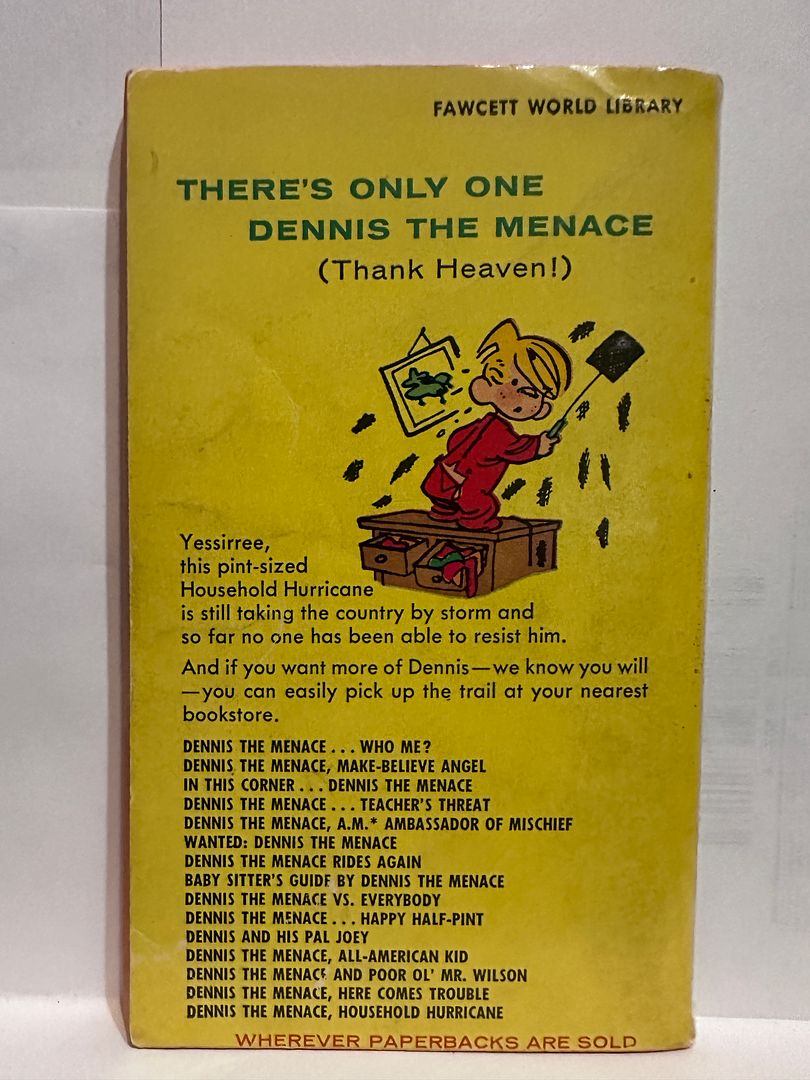 FAWCETT WORLD LIBRARY
THERE'S ONLY ONE
DENNIS THE MENACE
(Thank Heaven!)
Yessirree,
this pint-sized
Household Hurricane
is still taking the country by storm and
so far no one has been able to resist him.
And if you want more of Dennis—we know you will
—you can easily pick up the trail at your nearest
bookstore.
DENNIS THE MENACE . . . WHO ME?
DENNIS THE MENACE, MAKE-BELIEVE ANGEL
IN THIS CORNER . . . DENNIS THE MENACE
DENNIS THE MENACE . . . TEACHER'S THREAT
DENNIS THE MENACE, A.M.* AMBASSADOR OF MISCHIEF
WANTED: DENNIS THE MENACE
DENNIS THE MENACE RIDES AGAIN
BABY SITTER'S GUIDE BY DENNIS THE MENACE
DENNIS THE MENACE VS. EVERYBODY
DENNIS THE MENACE . . . HAPPY HALF-PINT
DENNIS AND HIS PAL JOEY
DENNIS THE MENACE, ALL-AMERICAN KID
DENNIS THE MENACE AND POOR OL' MR. WILSON
DENNIS THE MENACE, HERE COMES TROUBLE
DENNIS THE MENACE, HOUSEHOLD HURRICANE
WHEREVER PAPERBACKS ARE SOLD